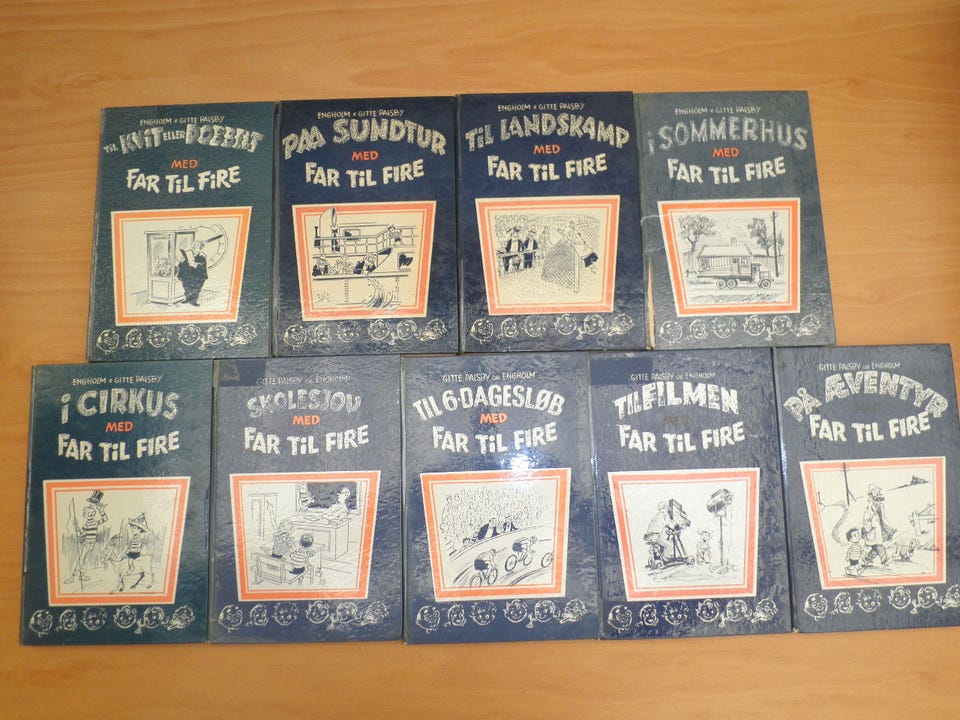 ENGHOLM & GITTE PALSBY
TiL KViT ELLER DOBBELT
MED
FAR TiL FiRE
ENGHOLM & GITTE PALSBY
PAA SUNDTUR
MED
FAR TiL FIRE
ENGHOLM & GITTE PALSBY
TiL LANDSKAMP
MED
FAR TiL FIRE
ENGHOLM & GITTE PALSBY
i SOMMERHUS
MED
FAR TiL FIRE
ENGHOLM & GITTE PALSBY
i CIRKUS
MED
FAR TiL FIRE
GITTE PALSBY OG ENGHOLM:
SKOLESJOV
MED
FAR TiL FIRE
GITTE PALSBY OG ENGHOLM:
TIL 6-DAGESLØB
MED
FAR TiL FIRE
GITTE PALSBY OG ENGHOLM:
TIL FILMEN
MED
FAR TIL FIRE
GITTE PALSBY OG ENGHOLM:
PÅ ÆVENTYR
MED
FAR TiL FIRE